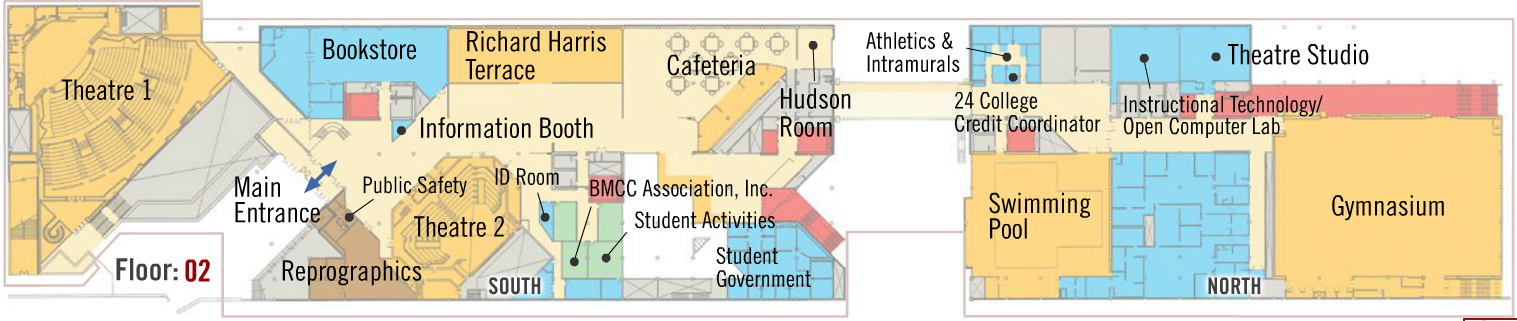 Theatre 1
Bookstore
Richard Harris
Terrace
Cafeteria
Hudson
Room
Information Booth
Main
Entrance
Public Safety
ID Room
BMCC Association, Inc.
Student Activities
Theatre 2
Student
Government
Reprographics
Floor: 02
SOUTH
Athletics &
Intramurals
24 College
Credit Coordinator
Instructional Technology/
Open Computer Lab
Theatre Studio
Swimming
Pool
Gymnasium
NORTH